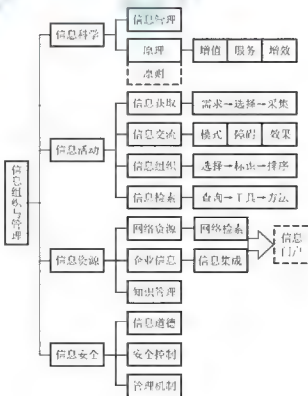 信息组织与管理
信息科学
信息管理
原理
原则
增值 服务 增效
信息活动
信息获取
需求→选择→采集
信息交流
模式 障碍 效果
信息组织
选择→标识→排序
信息检索
查询→工具→方法
信息资源
网络资源
网络检索
企业信息
信息集成
信息门户
知识管理
信息安全
信息道德
安全控制
管理机制